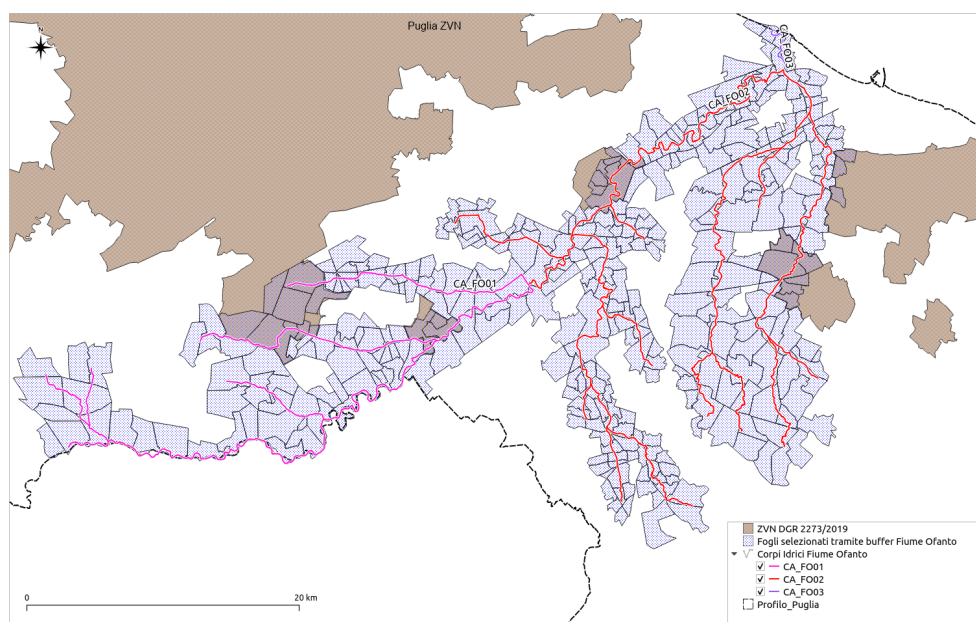 Puglia ZVN
N
CA_FO03
CA_FO02
CA_FO01
ZVN DGR 2273/2019
Fogli selezionati tramite buffer Fiume Ofanto
Corpi Idrici Fiume Ofanto
CA_FO01
CA_FO02
CA_FO03
Profilo_Puglia
0
20 km